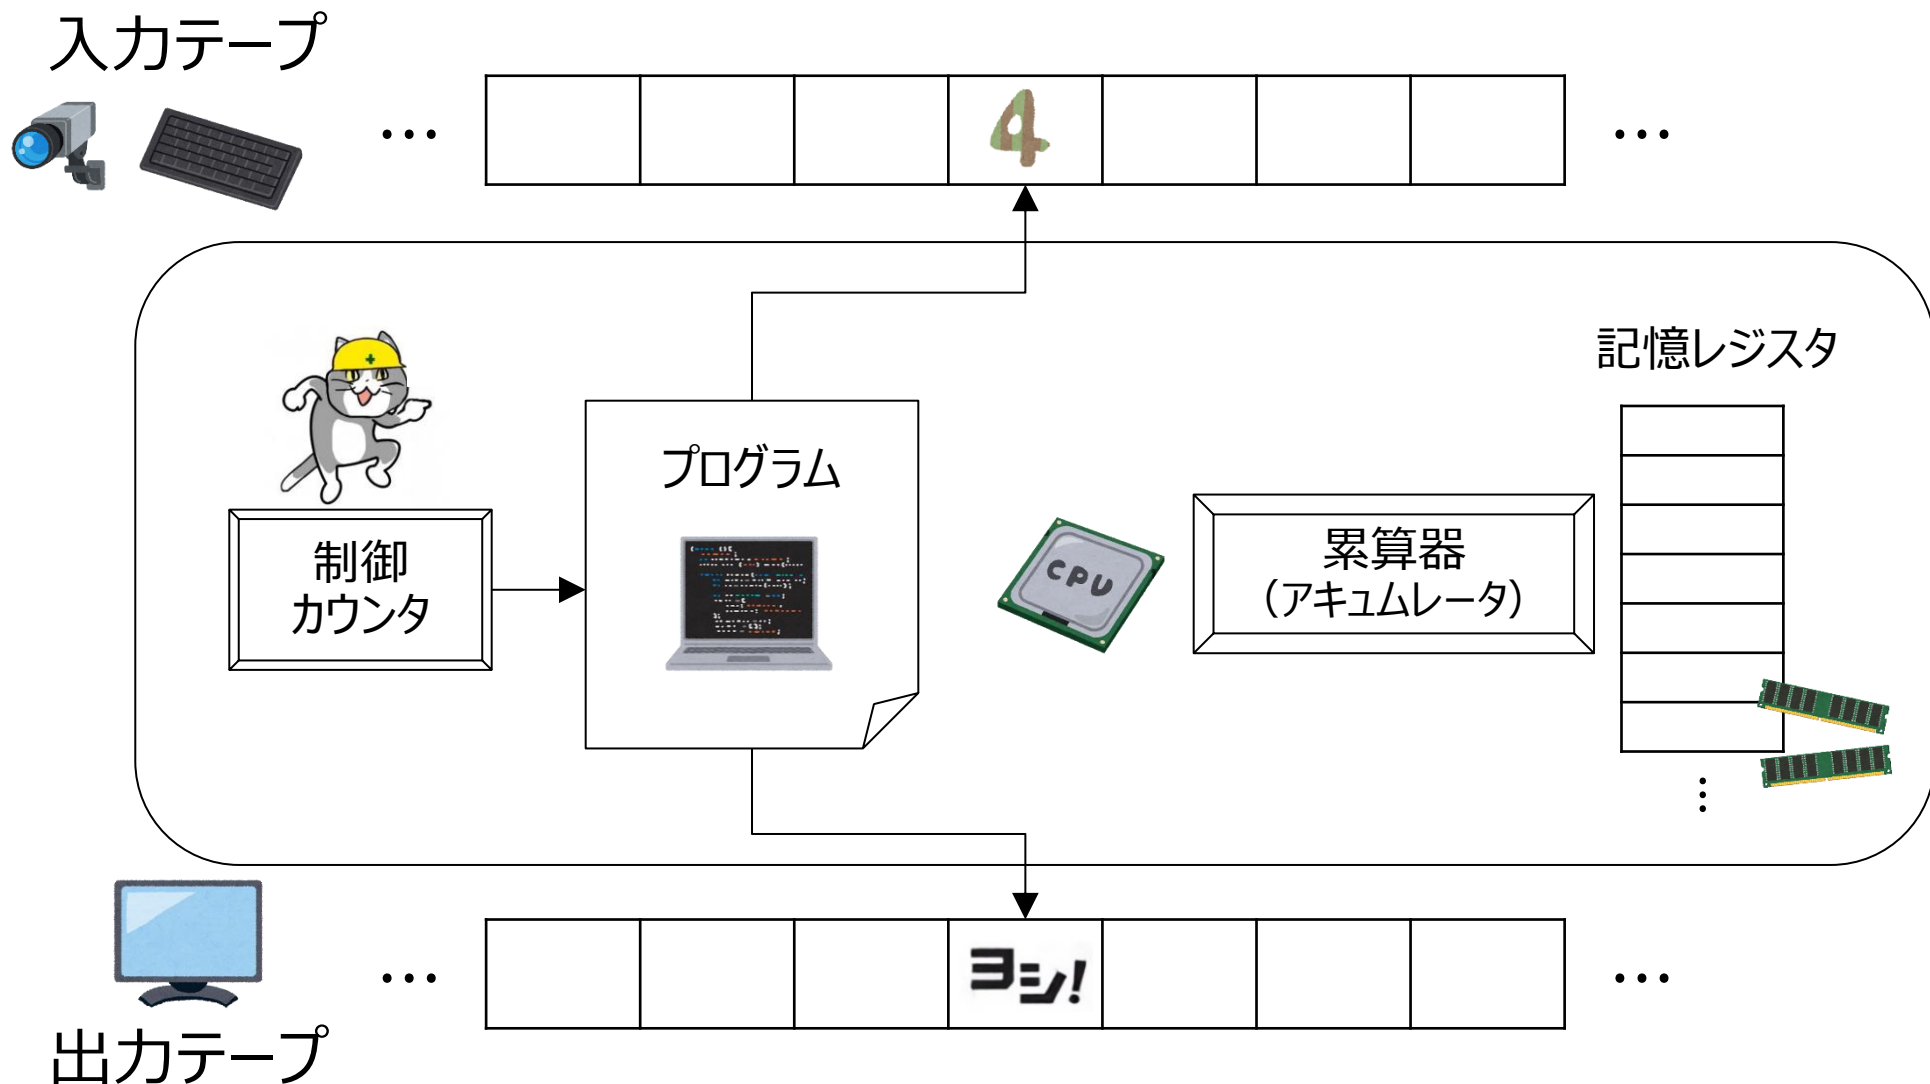 入力テープ
…
4
…
記憶レジスタ
プログラム
制御
カウンタ
CPU
累算器
（アキュムレータ）
…
…
ヨシ!
…
出力テープ